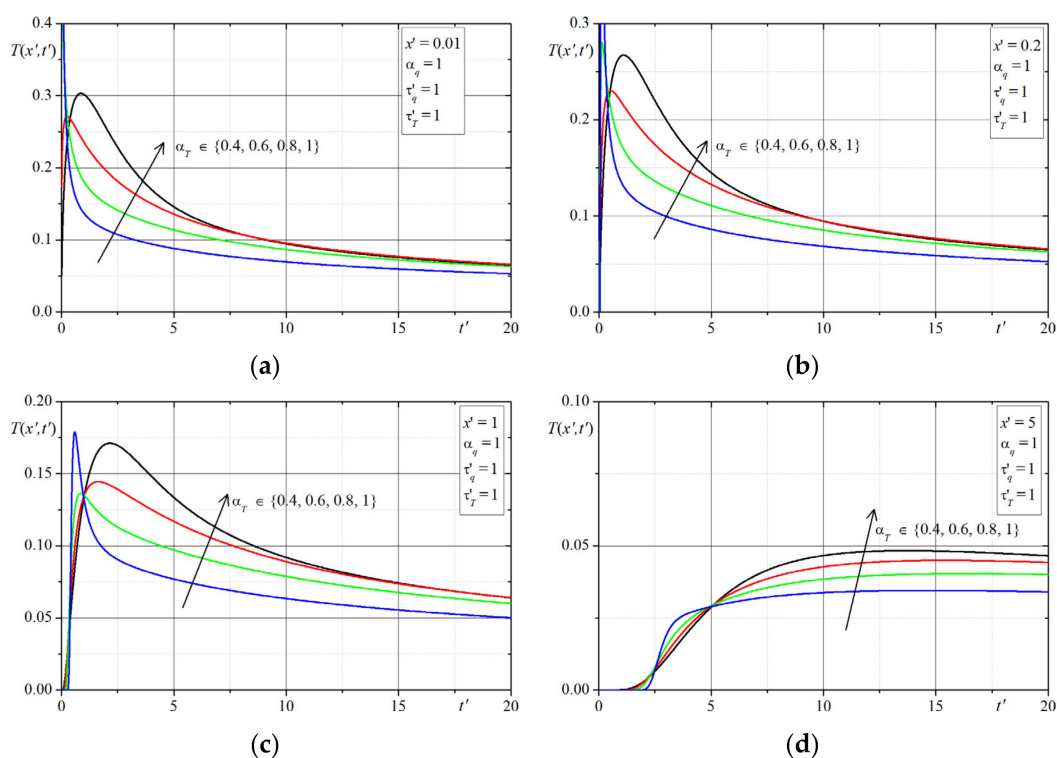 0.4
T(x′,t′)
0.3
0.2
0.1
0.0
x' = 0.01
α_q = 1
τ'_q = 1
τ'_T = 1
α_T ∈ {0.4, 0.6, 0.8, 1}
0 5 10 15 t' 20
(a)
0.3
T(x′,t′)
0.2
0.1
0.0
x' = 0.2
α_q = 1
τ'_q = 1
τ'_T = 1
α_T ∈ {0.4, 0.6, 0.8, 1}
0 5 10 15 t' 20
(b)
0.20
T(x′,t′)
0.15
0.10
0.05
0.00
x' = 1
α_q = 1
τ'_q = 1
τ'_T = 1
α_T ∈ {0.4, 0.6, 0.8, 1}
0 5 10 15 t' 20
(c)
0.10
T(x′,t′)
0.05
0.00
x' = 5
α_q = 1
τ'_q = 1
τ'_T = 1
α_T ∈ {0.4, 0.6, 0.8, 1}
0 5 10 15 t' 20
(d)